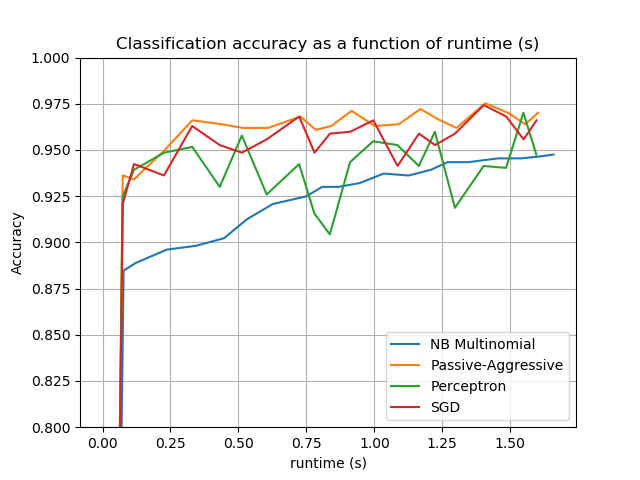 Classification accuracy as a function of runtime (s)
1.000
0.975
0.950
0.925
0.900
0.875
0.850
0.825
0.800
Accuracy
0.00 0.25 0.50 0.75 1.00 1.25 1.50
runtime (s)
NB Multinomial
Passive-Aggressive
Perceptron
SGD